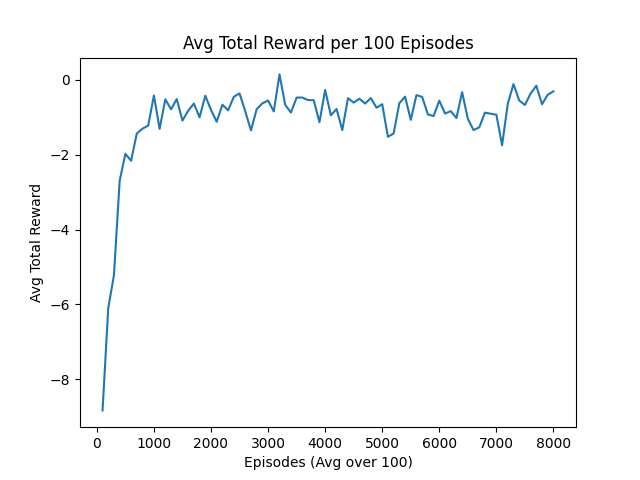 Avg Total Reward per 100 Episodes
Avg Total Reward
0
−2
−4
−6
−8
0 1000 2000 3000 4000 5000 6000 7000 8000
Episodes (Avg over 100)